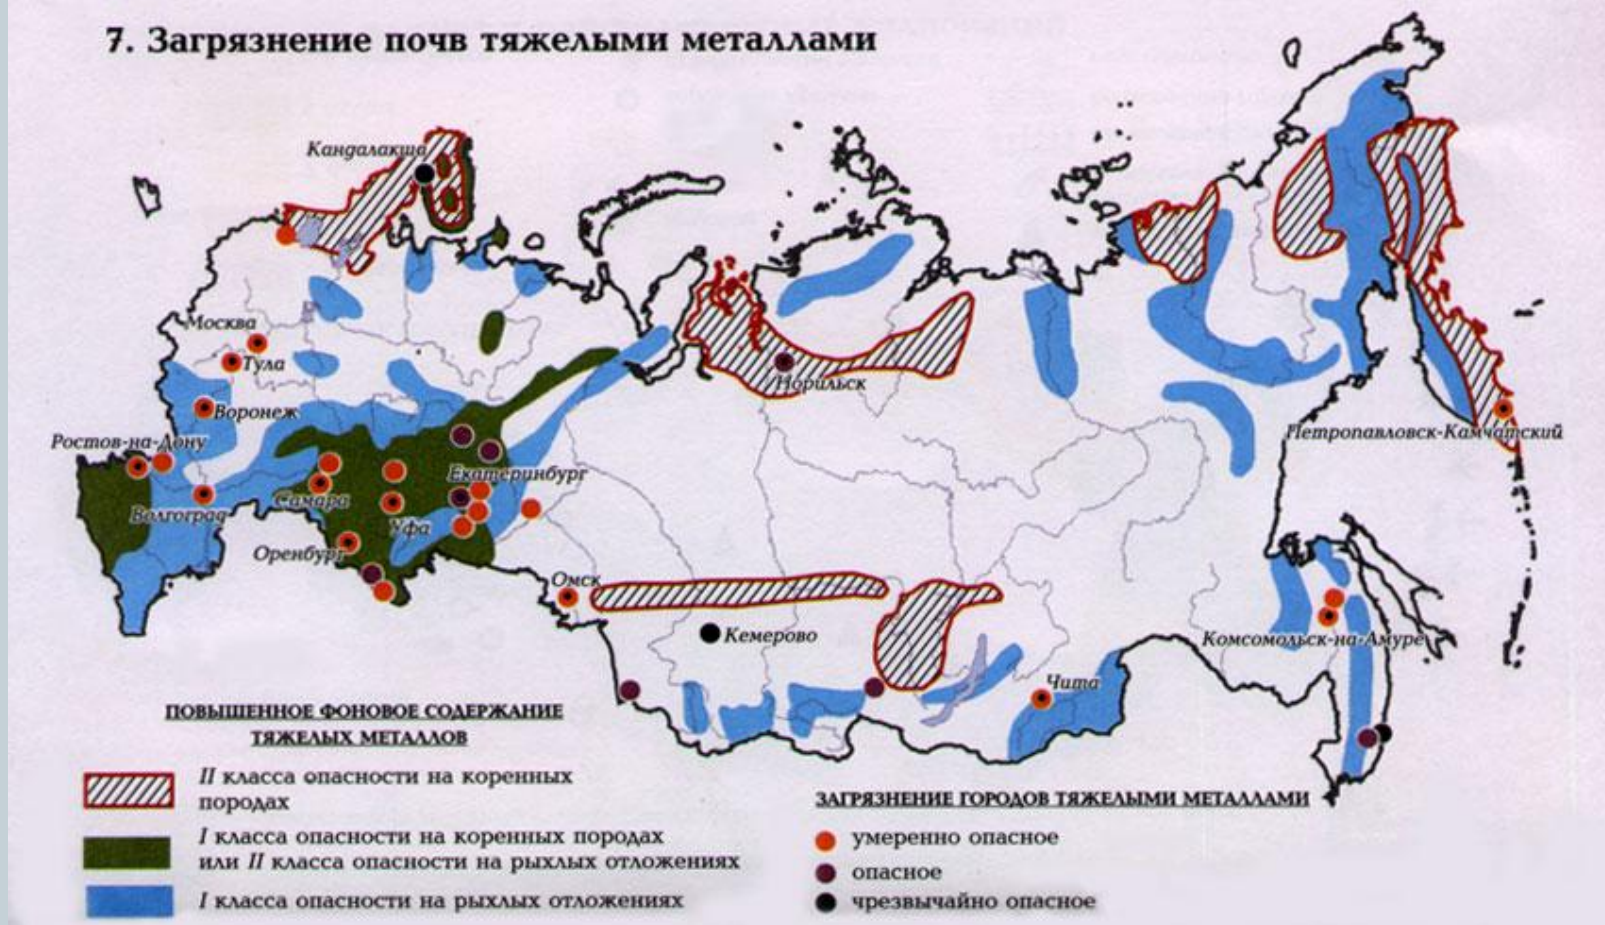 7. Загрязнение почв тяжелыми металлами
Кандалакша
Москва
Тула
Воронеж
Ростов-на-Дону
Волгоград
Самара
Екатеринбург
Уфа
Оренбург
Норильск
Петропавловск-Камчатский
Омск
Кемерово
Комсомольск-на-Амуре
Чита
ПОВЫШЕННОЕ ФОНОВОЕ СОДЕРЖАНИЕ
ТЯЖЕЛЫХ МЕТАЛЛОВ
II класса опасности на коренных
породах
I класса опасности на коренных породах
или II класса опасности на рыхлых отложениях
I класса опасности на рыхлых отложениях
ЗАГРЯЗНЕНИЕ ГОРОДОВ ТЯЖЕЛЫМИ МЕТАЛЛАМИ
умеренно опасное
опасное
чрезвычайно опасное